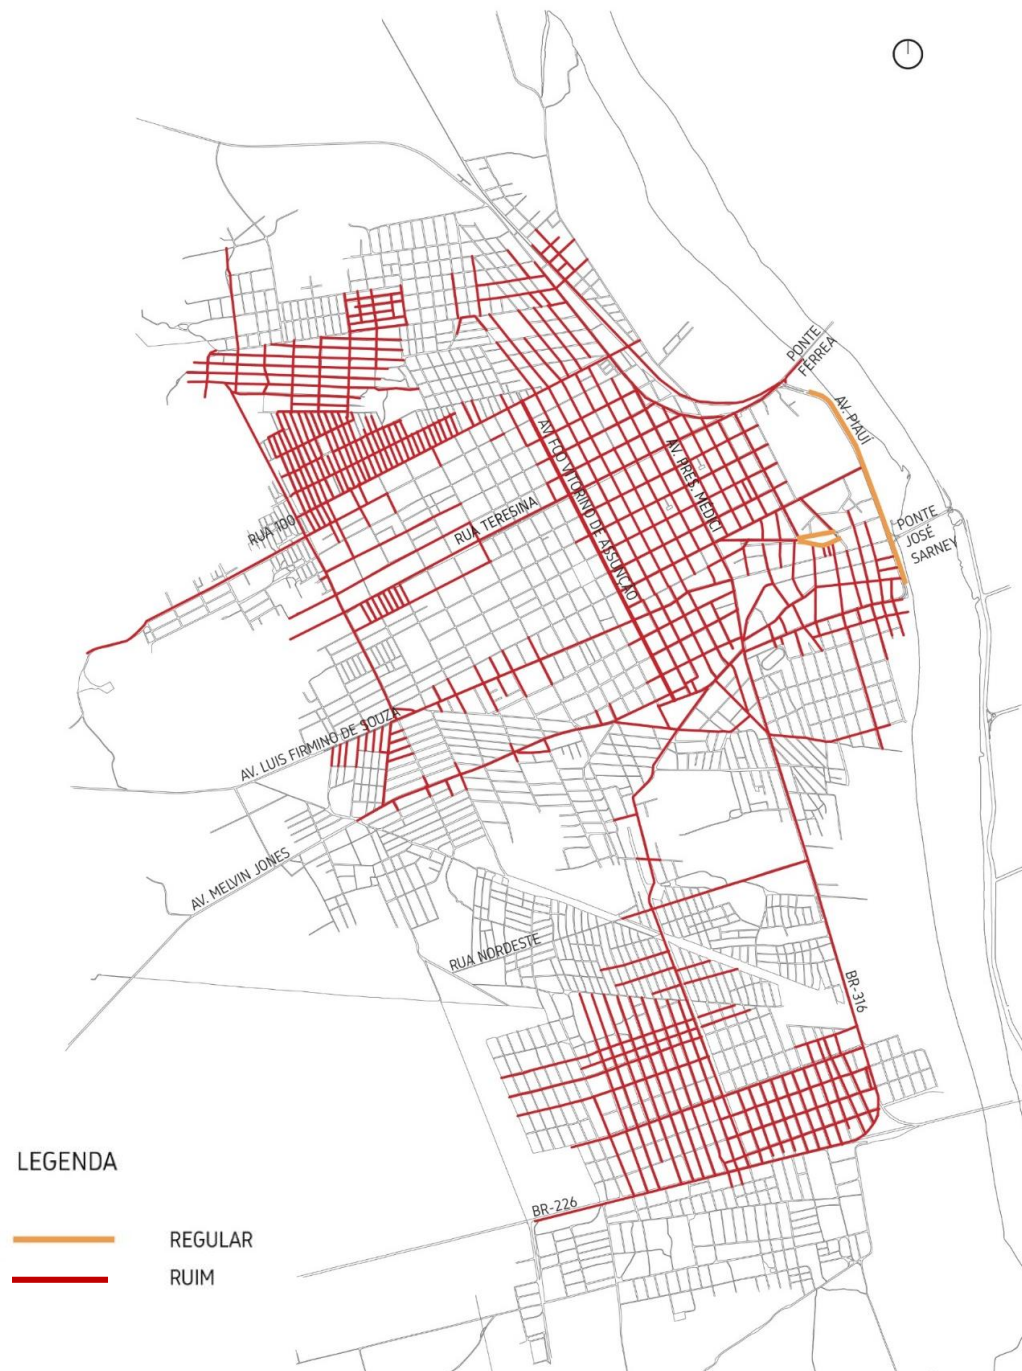 PONTE
FERREA
AV. PIAUÍ
AV. PRES. MEDICI
AV. FCO VITORINO DE ASSUNÇÃO
RUA TERESINA
RUA 100
PONTE
JOSÉ
SARNEY
AV. LUIS FIRMINO DE SOUZA
AV. MELVIN JONES
RUA NORDESTE
BR-316
BR-226
LEGENDA
REGULAR
RUIM